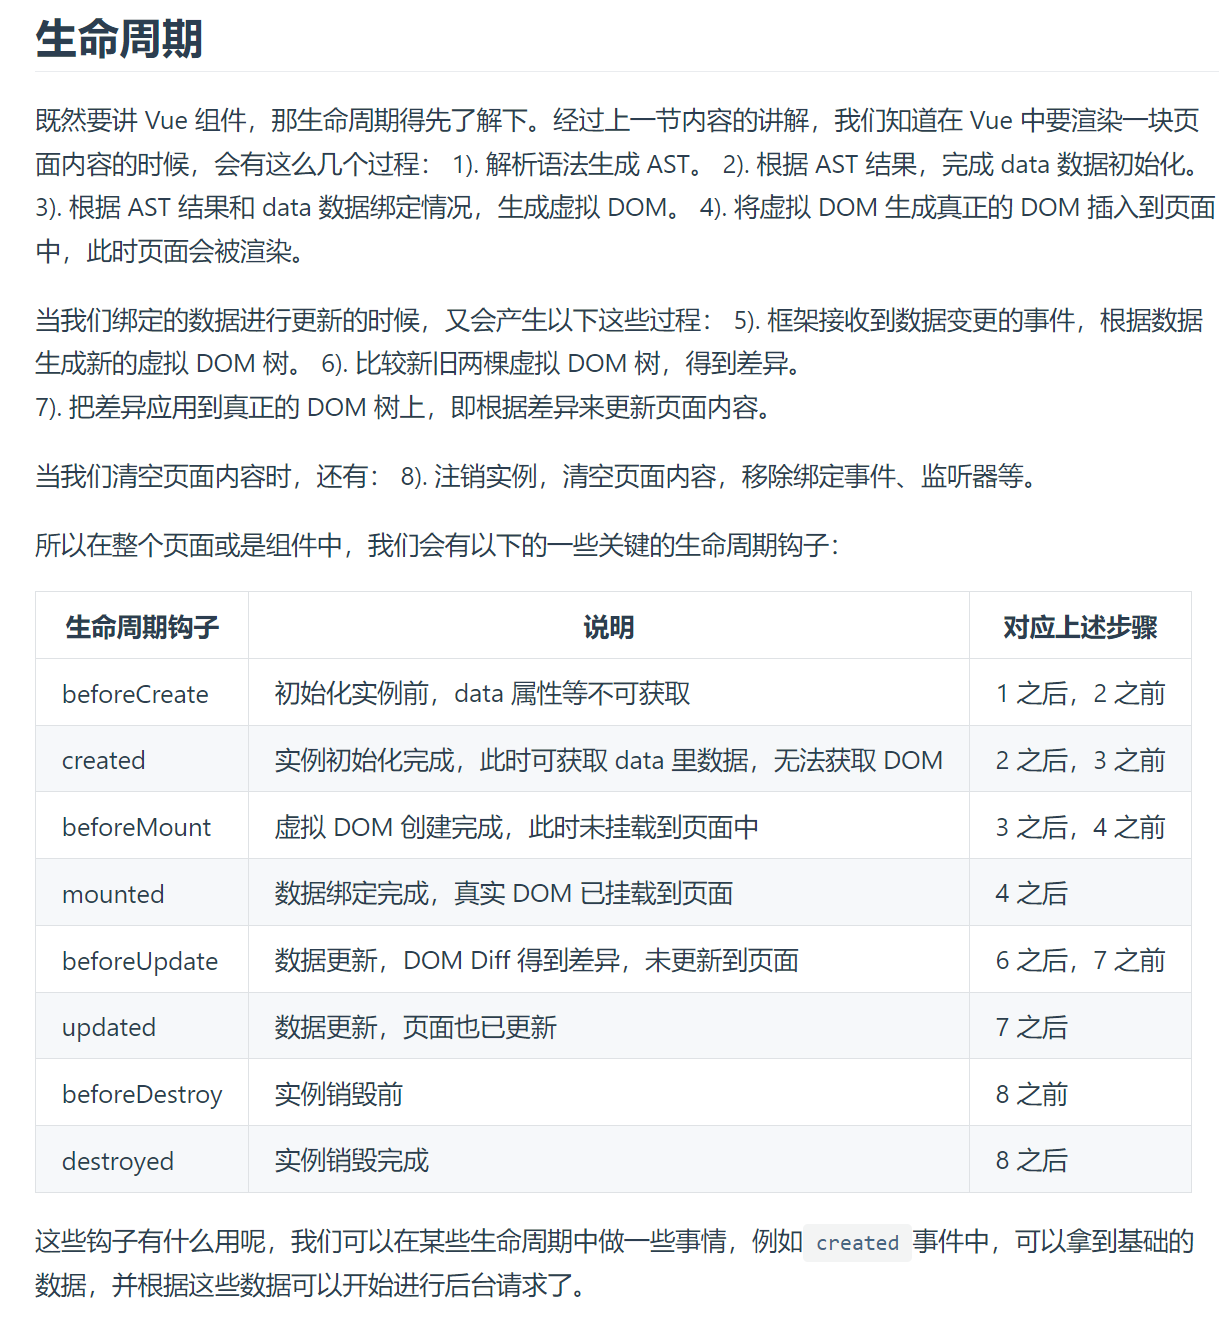 生命周期
既然要讲 Vue 组件，那生命周期得先了解下。经过上一节内容的讲解，我们知道在 Vue 中要渲染一块页
面内容的时候，会有这么几个过程： 1). 解析语法生成 AST。 2). 根据 AST 结果，完成 data 数据初始化。
3). 根据 AST 结果和 data 数据绑定情况，生成虚拟 DOM。 4). 将虚拟 DOM 生成真正的 DOM 插入到页面
中，此时页面会被渲染。
当我们绑定的数据进行更新的时候，又会产生以下这些过程： 5). 框架接收到数据变更的事件，根据数据
生成新的虚拟 DOM 树。 6). 比较新旧两棵虚拟 DOM 树，得到差异。
7). 把差异应用到真正的 DOM 树上，即根据差异来更新页面内容。
当我们清空页面内容时，还有： 8). 注销实例，清空页面内容，移除绑定事件、监听器等。
所以在整个页面或是组件中，我们会有以下的一些关键的生命周期钩子：
生命周期钩子 说明 对应上述步骤
beforeCreate 初始化实例前，data 属性等不可获取 1 之后，2 之前
created 实例初始化完成，此时可获取 data 里数据，无法获取 DOM 2 之后，3 之前
beforeMount 虚拟 DOM 创建完成，此时未挂载到页面中 3 之后，4 之前
mounted 数据绑定完成，真实 DOM 已挂载到页面 4 之后
beforeUpdate 数据更新，DOM Diff 得到差异，未更新到页面 6 之后，7 之前
updated 数据更新，页面也已更新 7 之后
beforeDestroy 实例销毁前 8 之前
destroyed 实例销毁完成 8 之后
这些钩子有什么用呢，我们可以在某些生命周期中做一些事情，例如 created 事件中，可以拿到基础的
数据，并根据这些数据可以开始进行后台请求了。